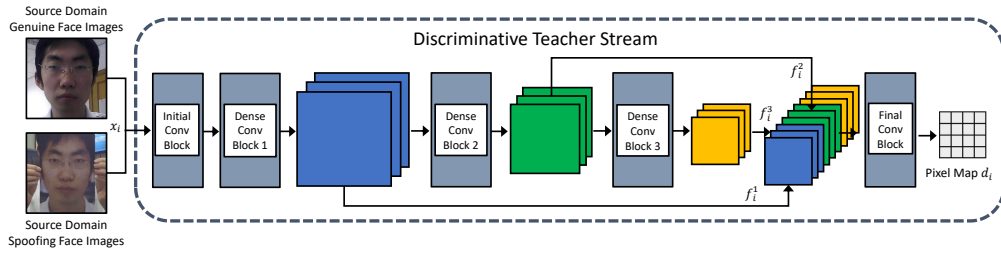 Source Domain
Genuine Face Images
Discriminative Teacher Stream
x_i
Initial
Conv
Block
Dense
Conv
Block 1
Dense
Conv
Block 2
Dense
Conv
Block 3
f_i^2
f_i^3
f_i^1
Final
Conv
Block
Pixel Map d_i
Source Domain
Spoofing Face Images